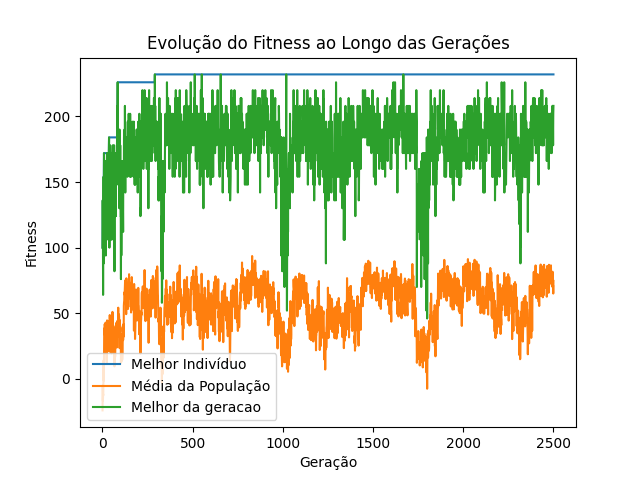 Evolução do Fitness ao Longo das Gerações
Fitness
200
150
100
50
0
Melhor Indivíduo
Média da População
Melhor da geracao
0 500 1000 1500 2000 2500
Geração